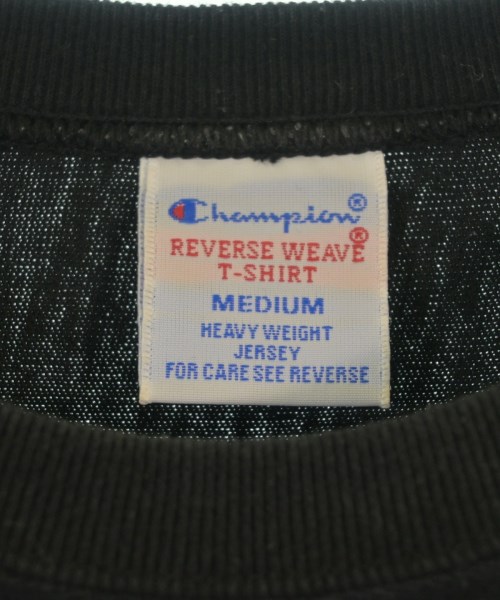 Champion®
REVERSE WEAVE®
T-SHIRT
MEDIUM
HEAVY WEIGHT
JERSEY
FOR CARE SEE REVERSE